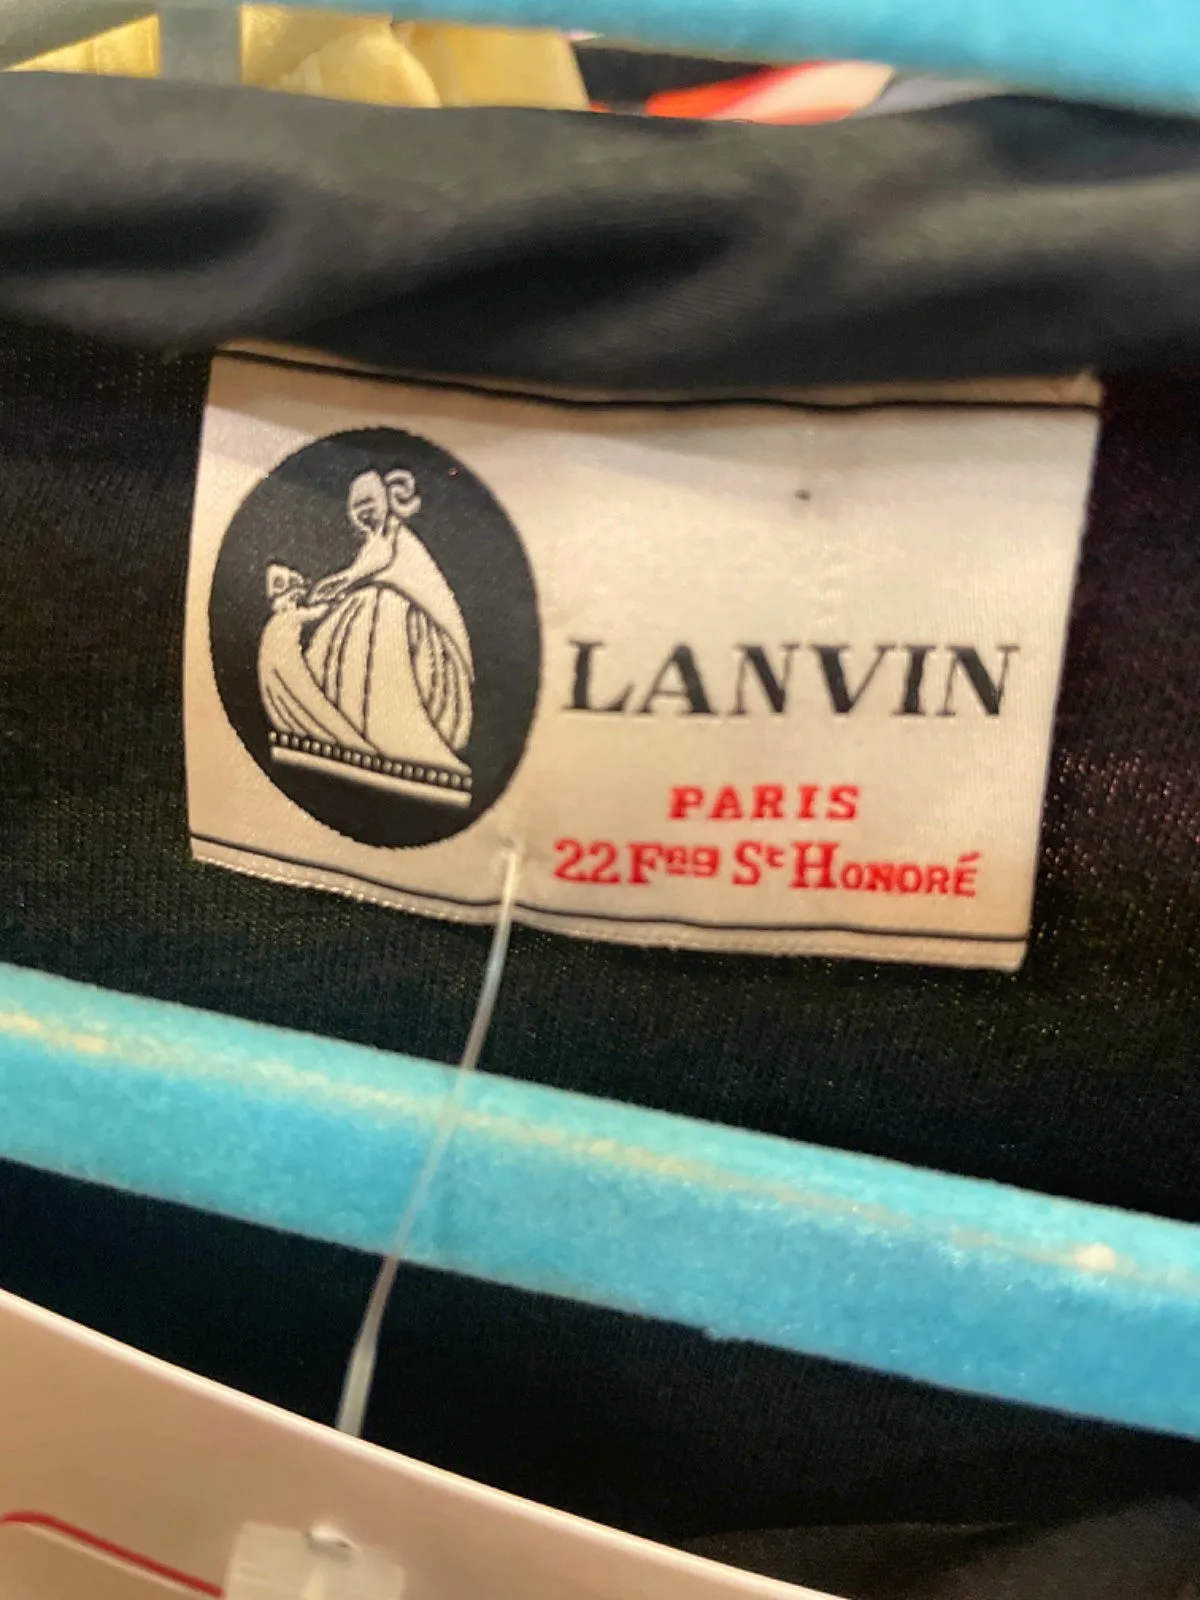 LANVIN
PARIS
22 Fbg St HONORÉ